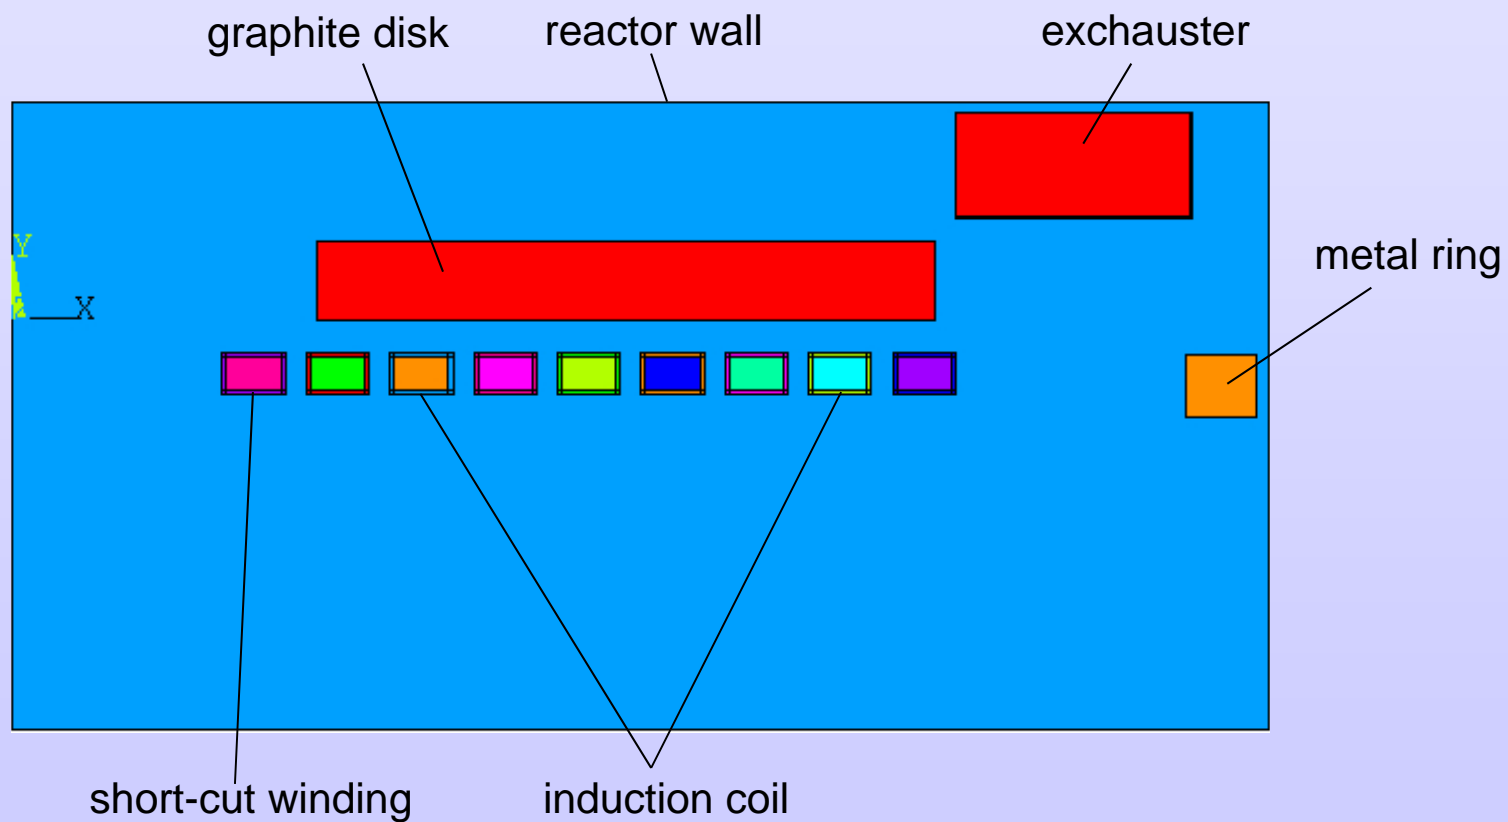 graphite disk
reactor wall
exchauster
metal ring
Y
X
short-cut winding
induction coil